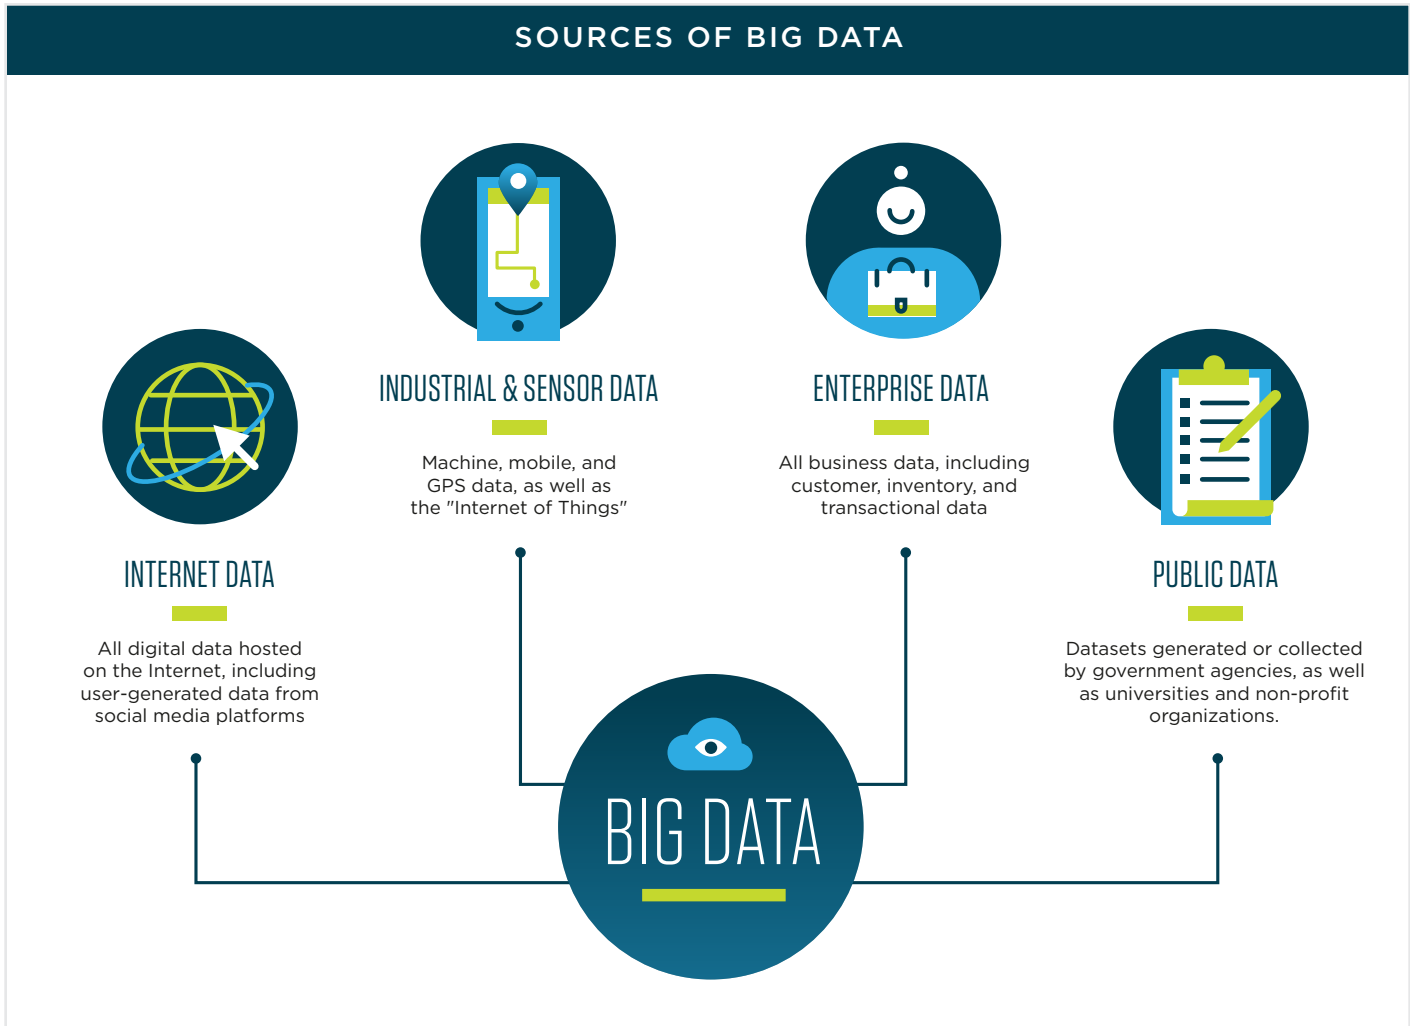 SOURCES OF BIG DATA
INTERNET DATA
All digital data hosted
on the Internet, including
user-generated data from
social media platforms
INDUSTRIAL & SENSOR DATA
Machine, mobile, and
GPS data, as well as
the "Internet of Things"
ENTERPRISE DATA
All business data, including
customer, inventory, and
transactional data
PUBLIC DATA
Datasets generated or collected
by government agencies, as well
as universities and non-profit
organizations.
BIG DATA